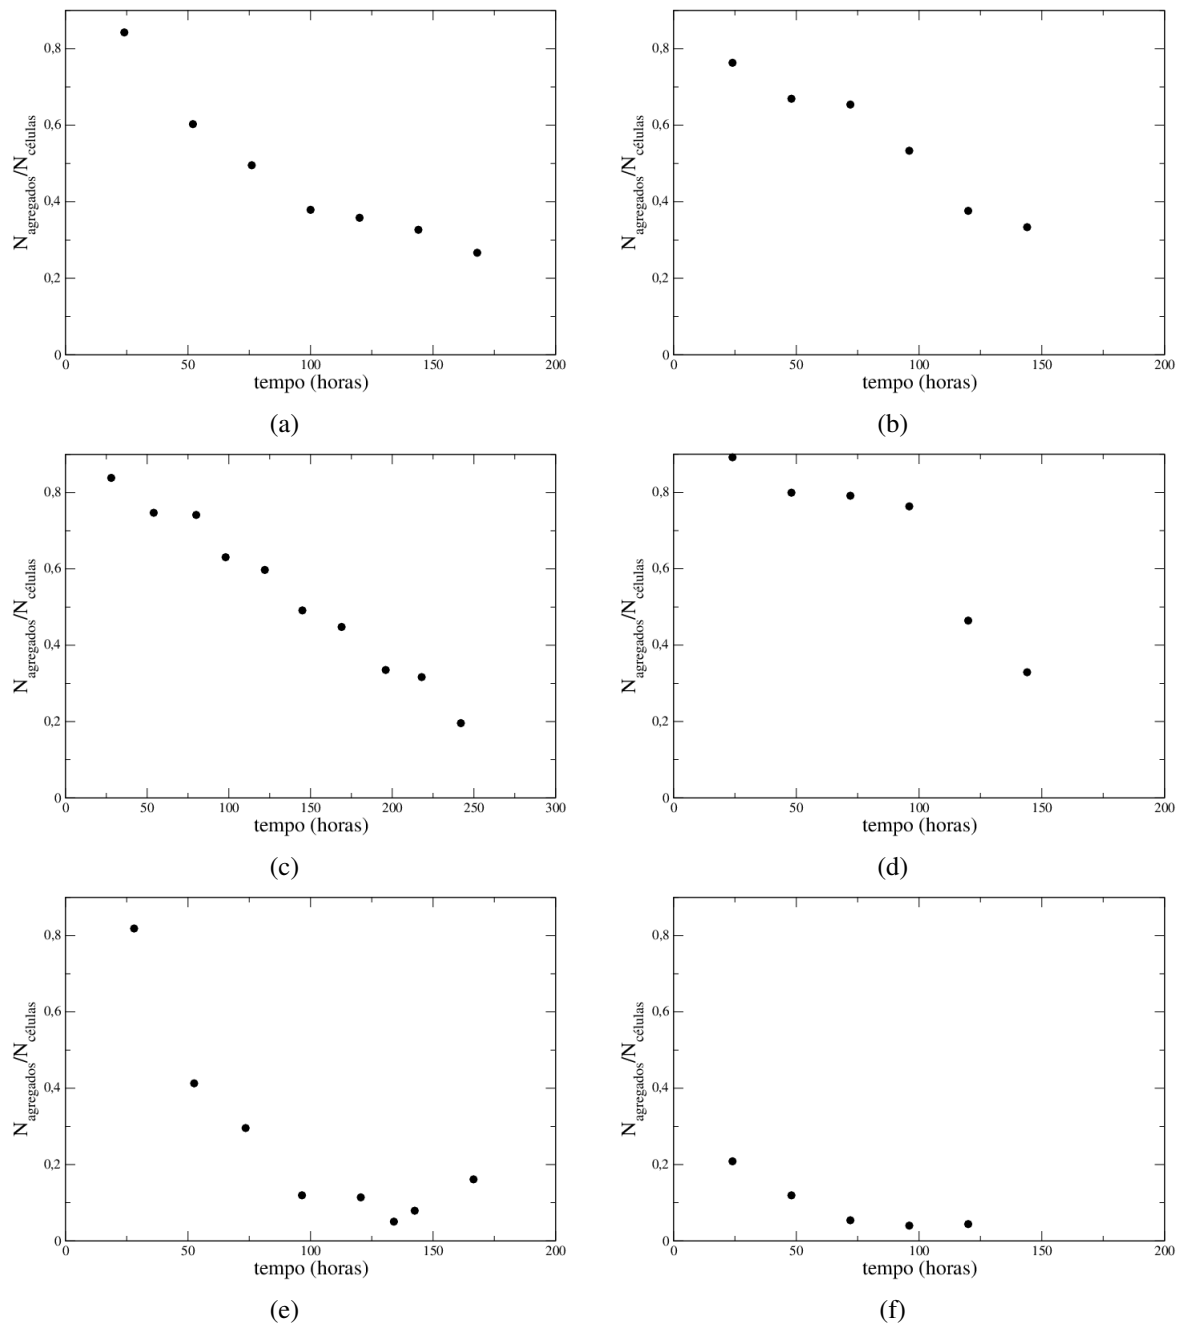 0,8
0,6
0,4
0,2
0
0 50 100 150 200
N_agregados/N_células
tempo (horas)
(a)
0,8
0,6
0,4
0,2
0
0 50 100 150 200
N_agregados/N_células
tempo (horas)
(b)
0,8
0,6
0,4
0,2
0
0 50 100 150 200 250 300
N_agregados/N_células
tempo (horas)
(c)
0,8
0,6
0,4
0,2
0
0 50 100 150 200
N_agregados/N_células
tempo (horas)
(d)
0,8
0,6
0,4
0,2
0
0 50 100 150 200
N_agregados/N_células
tempo (horas)
(e)
0,8
0,6
0,4
0,2
0
0 50 100 150 200
N_agregados/N_células
tempo (horas)
(f)